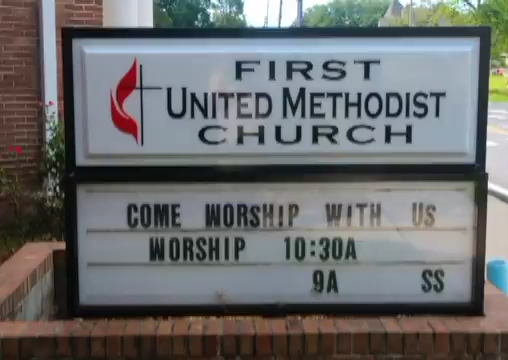 FIRST
UNITED METHODIST
CHURCH
COME WORSHIP WITH US
WORSHIP 10:30A
9A SS